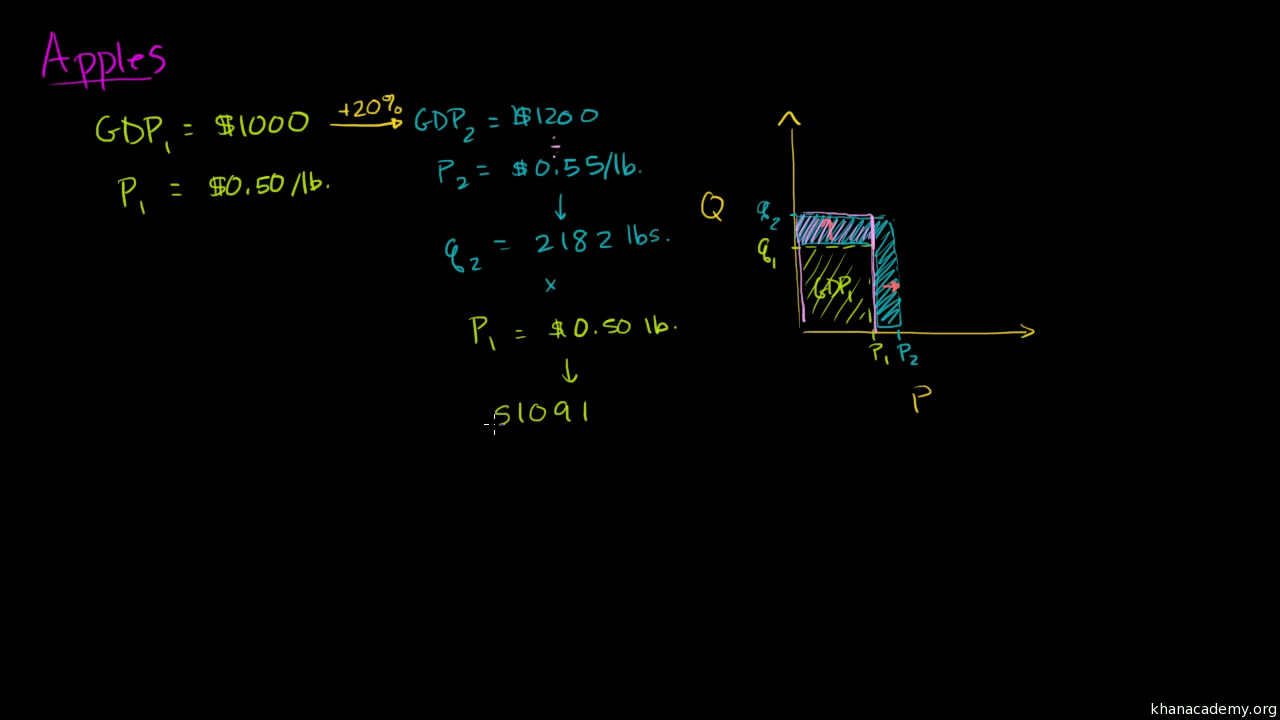 Apples
GDP₁ = $1000 +20% GDP₂ = $1200
÷
P₁ = $0.50/lb. P₂ = $0.55/lb.
↓
q₂ = 2182 lbs.
x
P₁ = $0.50 lb.
↓
$1091
Q
q₂
q₁
GDP₁
P₁ P₂
P
khanacademy.org